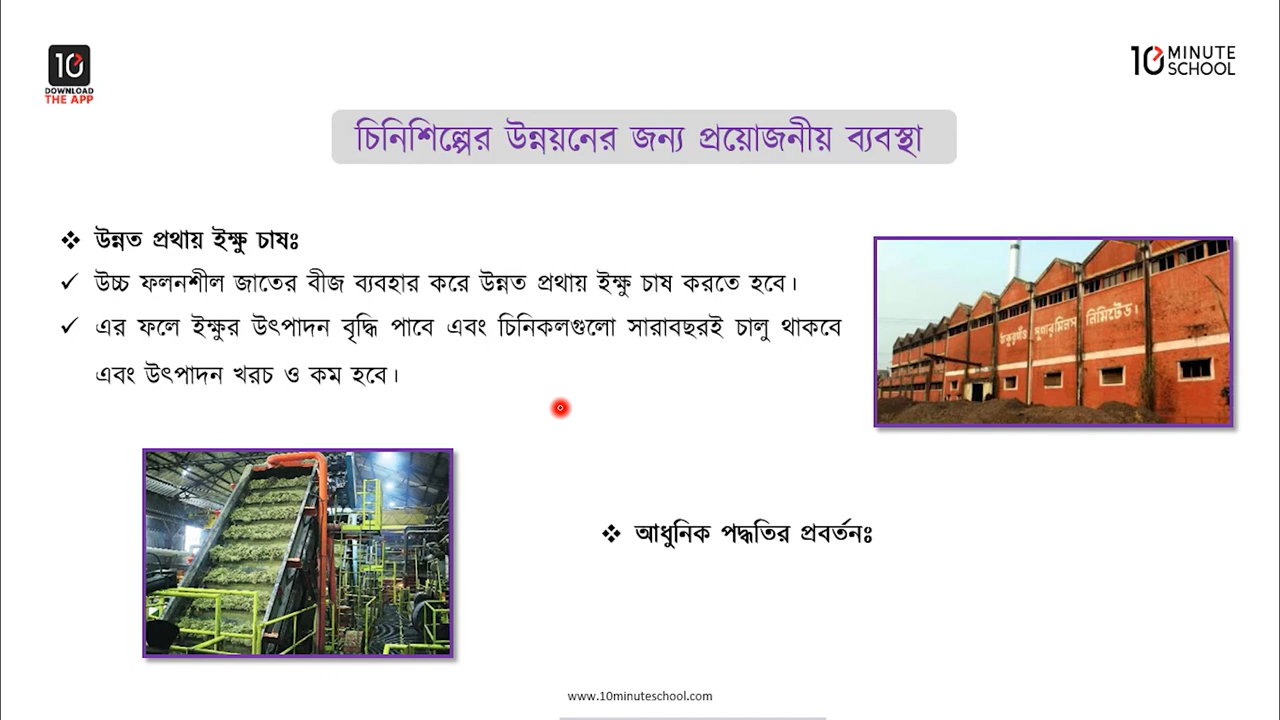 10
DOWNLOAD
THE APP
10 MINUTE
SCHOOL
চিনিশিল্পের উন্নয়নের জন্য প্রয়োজনীয় ব্যবস্থা
❖ উন্নত প্রথায় ইক্ষু চাষঃ
✓ উচ্চ ফলনশীল জাতের বীজ ব্যবহার করে উন্নত প্রথায় ইক্ষু চাষ করতে হবে।
✓ এর ফলে ইক্ষুর উৎপাদন বৃদ্ধি পাবে এবং চিনিকলগুলো সারাবছরই চালু থাকবে
এবং উৎপাদন খরচ ও কম হবে।
ঠাকুরগাঁও সুগার মিলস লিমিটেড।
❖ আধুনিক পদ্ধতির প্রবর্তনঃ
www.10minuteschool.com